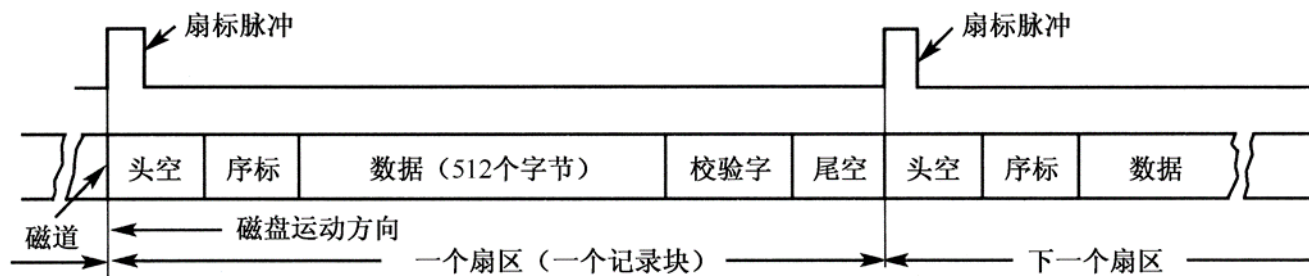 扇标脉冲
扇标脉冲
头空 序标 数据（512个字节） 校验字 尾空 头空 序标 数据
磁道
磁盘运动方向
一个扇区（一个记录块）
下一个扇区